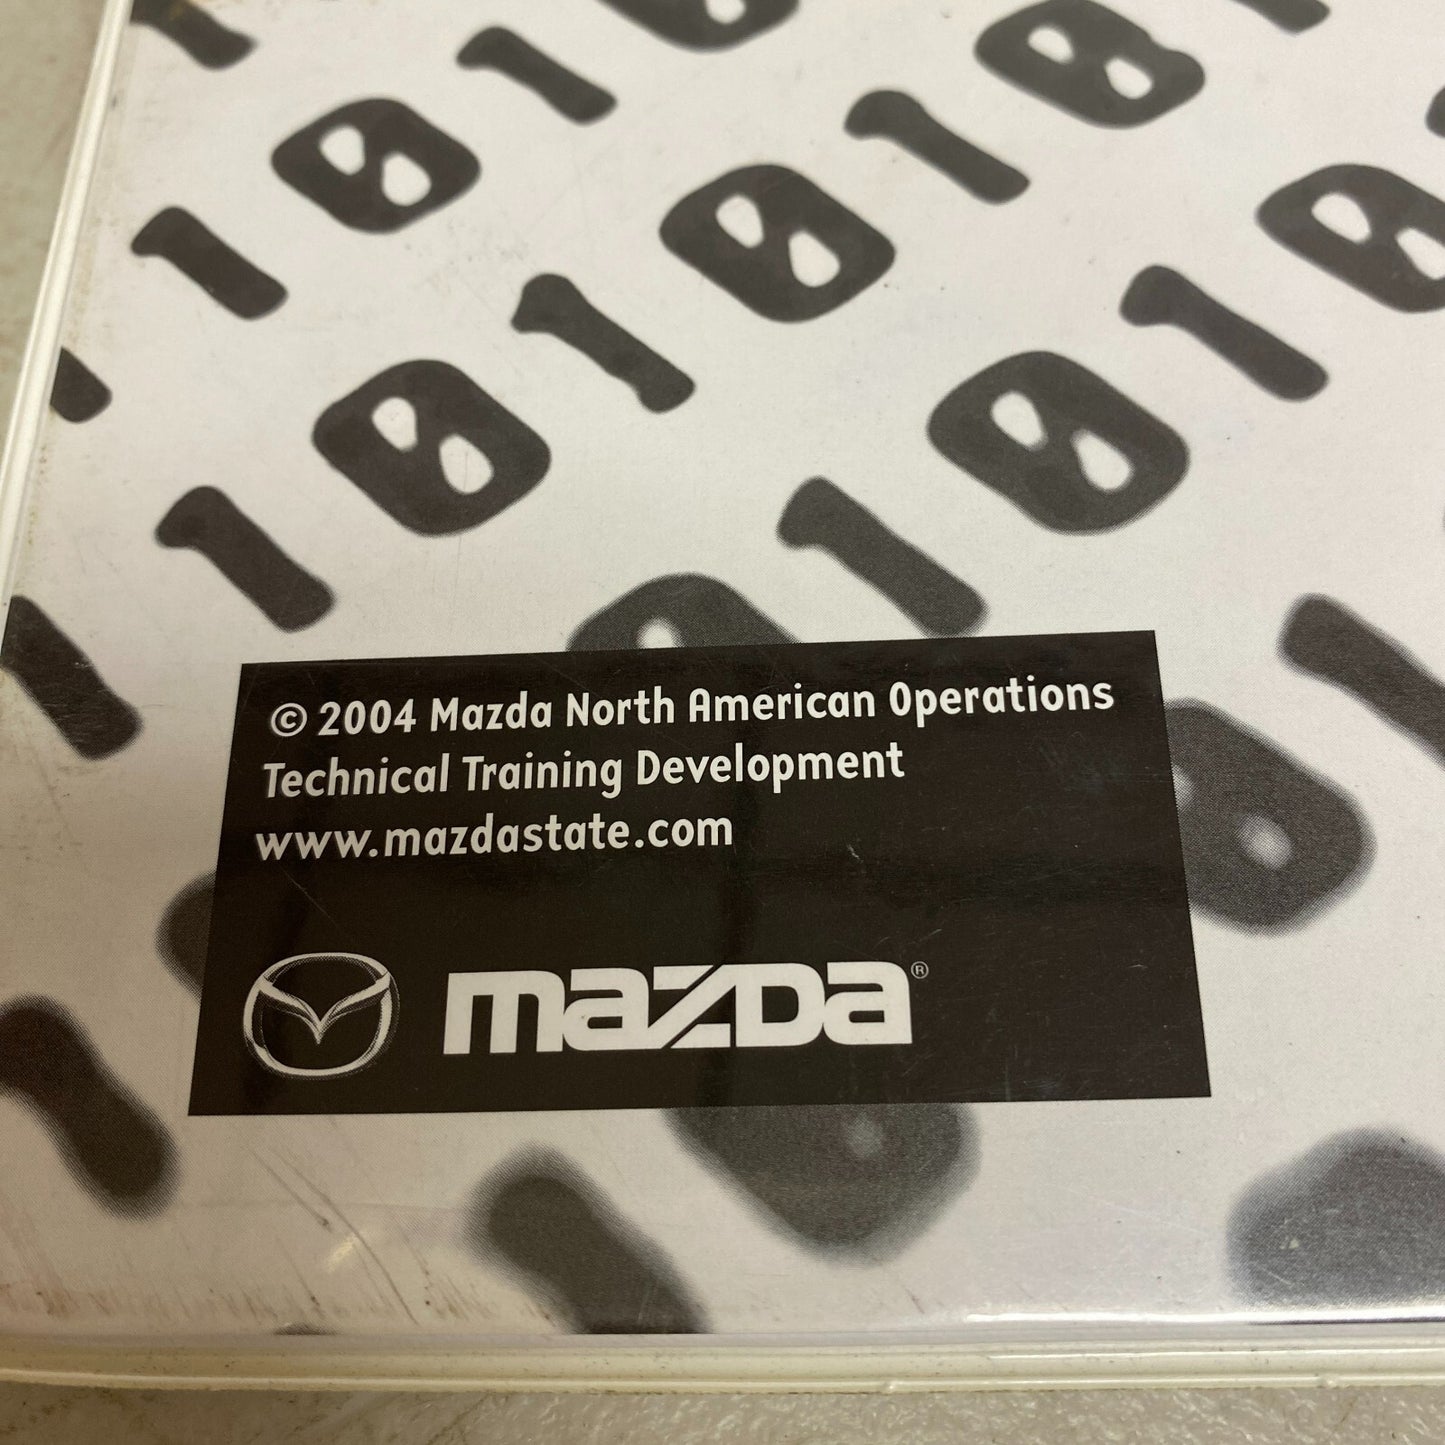 © 2004 Mazda North American Operations
Technical Training Development
www.mazdastate.com
mazda®